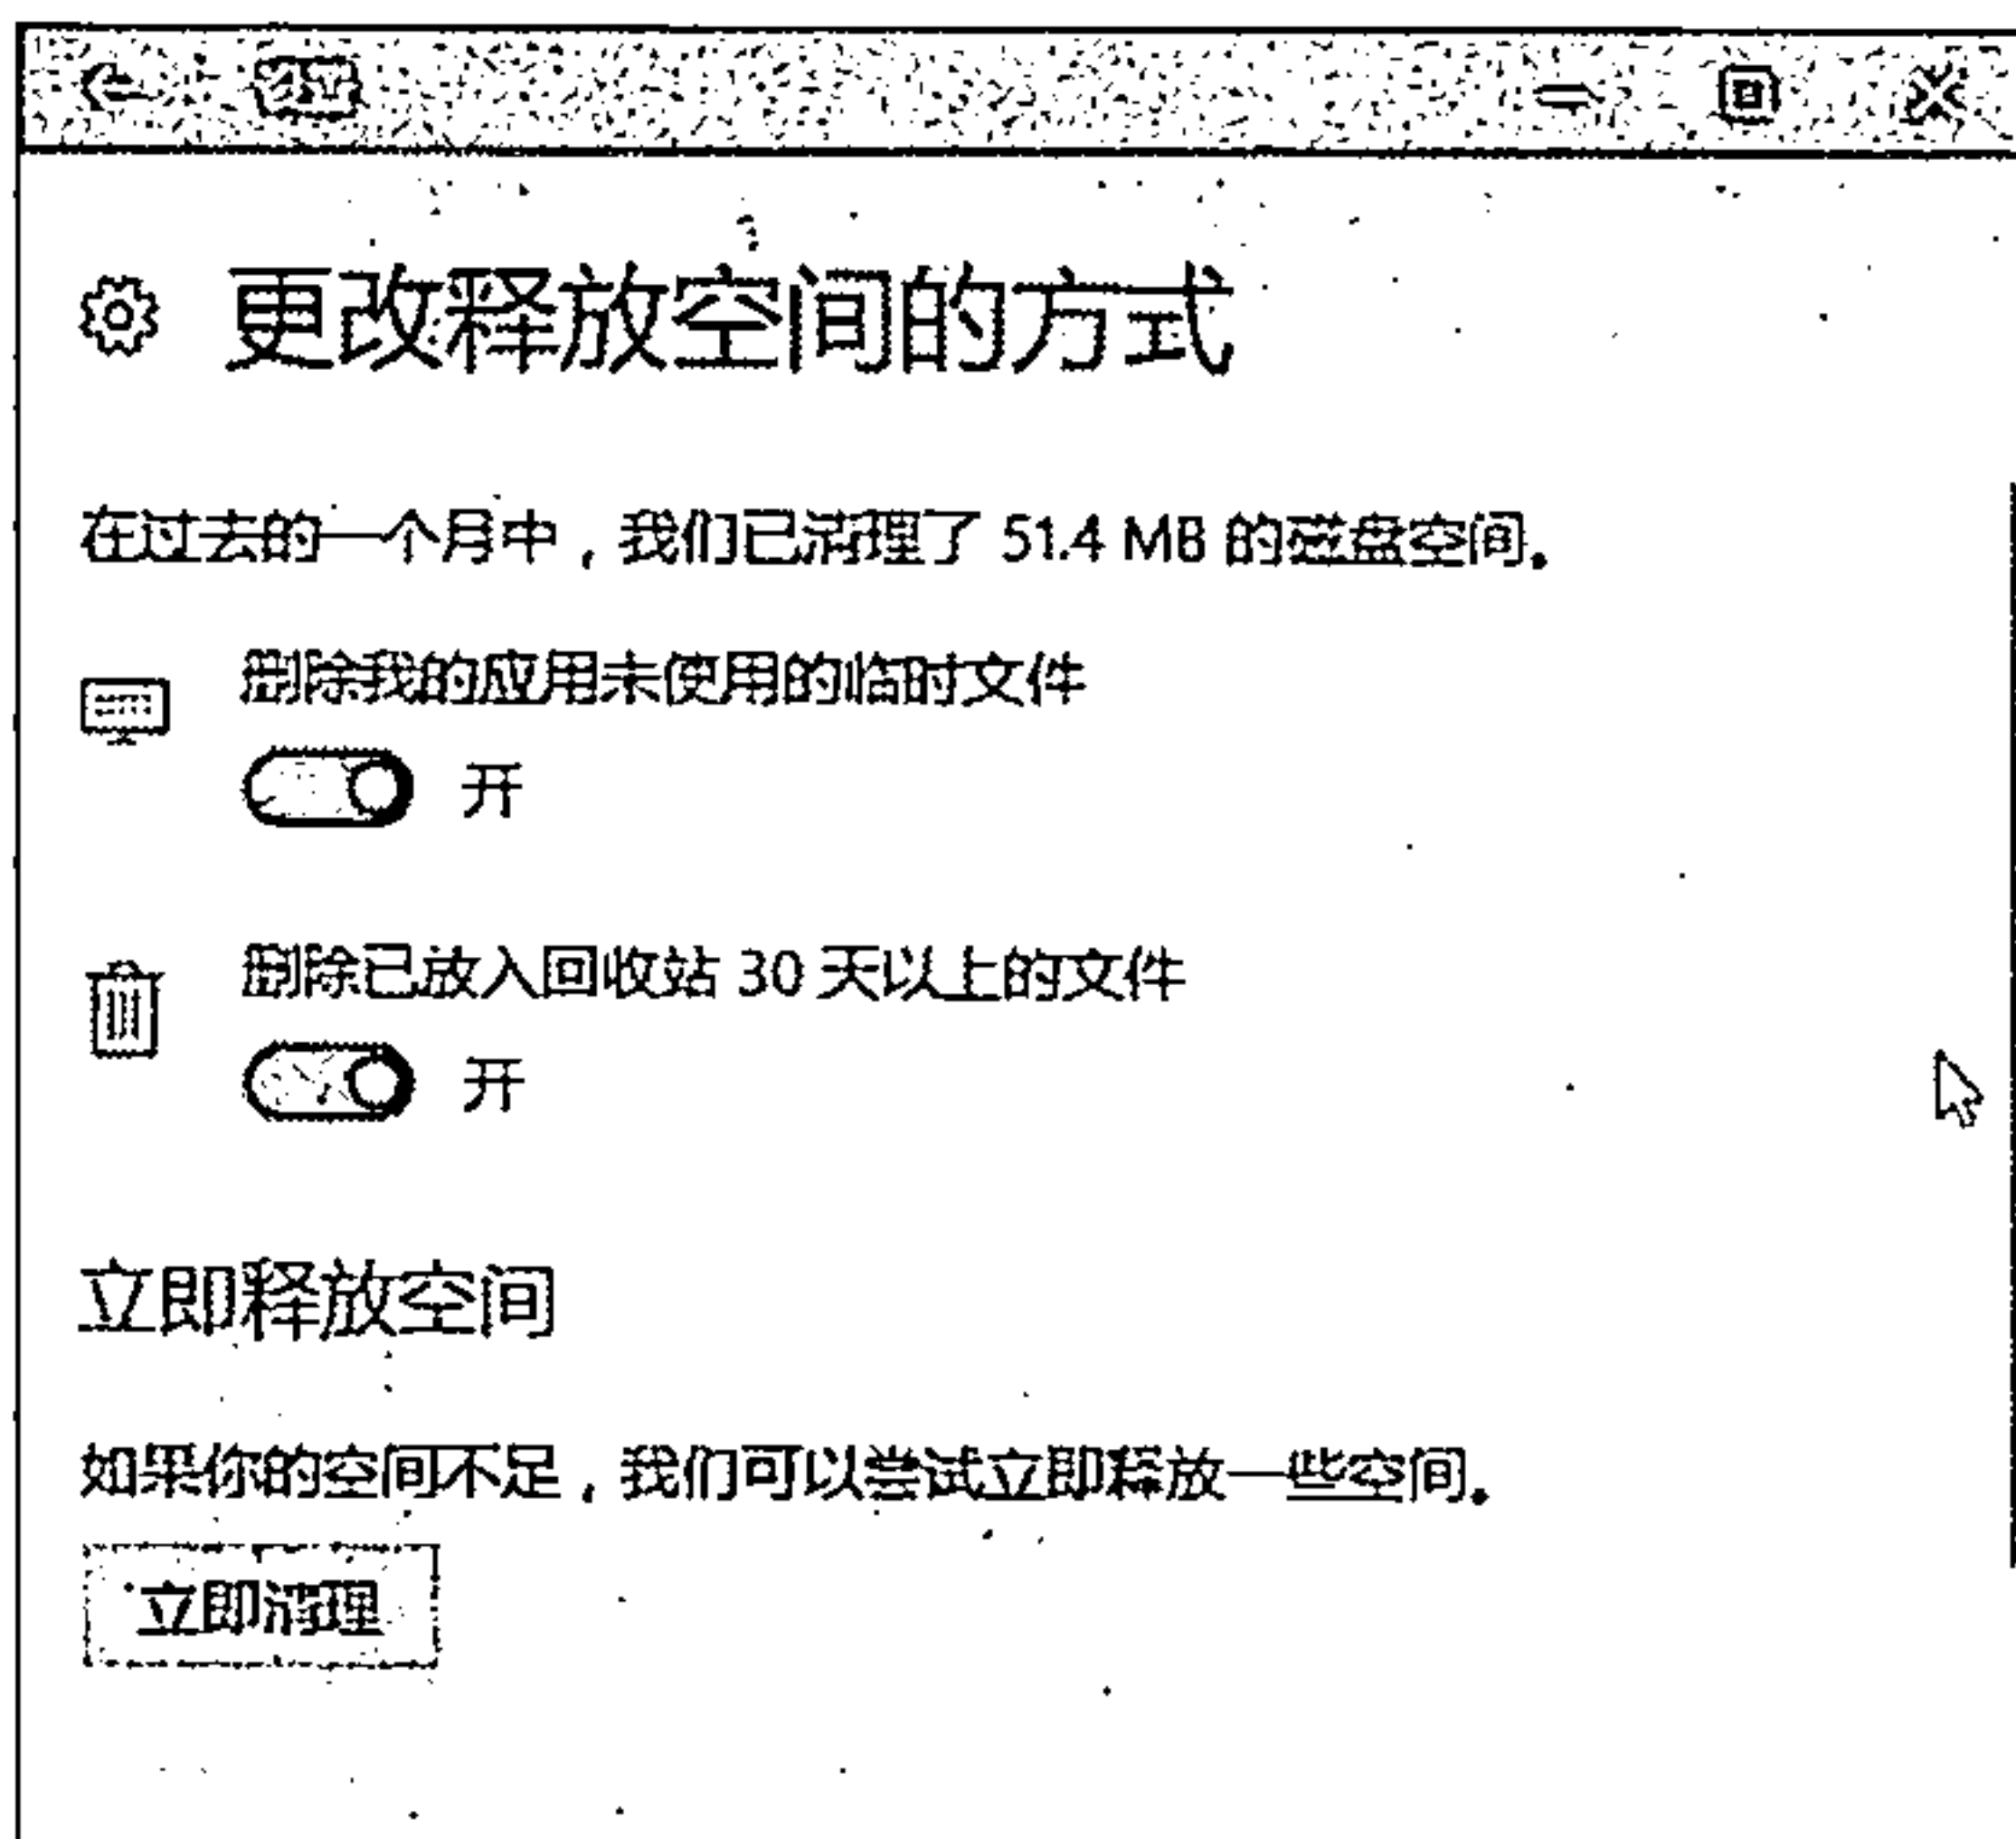 更改释放空间的方式
在过去的一个月中，我们已清理了 51.4 MB 的磁盘空间。
删除我的应用未使用的临时文件
开
删除已放入回收站 30 天以上的文件
开
立即释放空间
如果你的空间不足，我们可以尝试立即释放一些空间。
立即清理